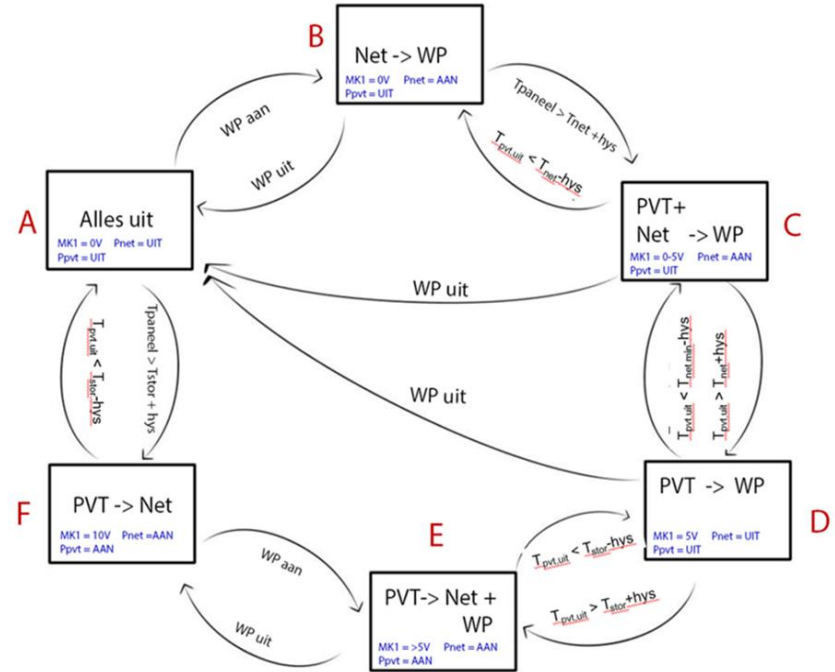 B
Net -> WP
MK1 = 0V Pnet = AAN
Ppvt = UIT
WP aan
WP uit
Tpaneel > Tnet +hys
Tpvt,uit < Tnet-hys
A
Alles uit
MK1 = 0V Pnet = UIT
Ppvt = UIT
PVT+
Net -> WP
MK1 = 0-5V Pnet = AAN
Ppvt = UIT
C
WP uit
WP uit
Tpvt,uit < Tstor-hys
Tpaneel > Tstor + hys
Tpvt,uit < Tnet,min-hys
Tpvt,uit > Tnet+hys
F
PVT -> Net
MK1 = 10V Pnet =AAN
Ppvt = AAN
PVT -> WP
MK1 = 5V Pnet = UIT
Ppvt = UIT
D
WP aan
WP uit
E
PVT-> Net +
WP
MK1 = >5V Pnet = AAN
Ppvt = AAN
Tpvt,uit < Tstor-hys
Tpvt,uit > Tstor+hys